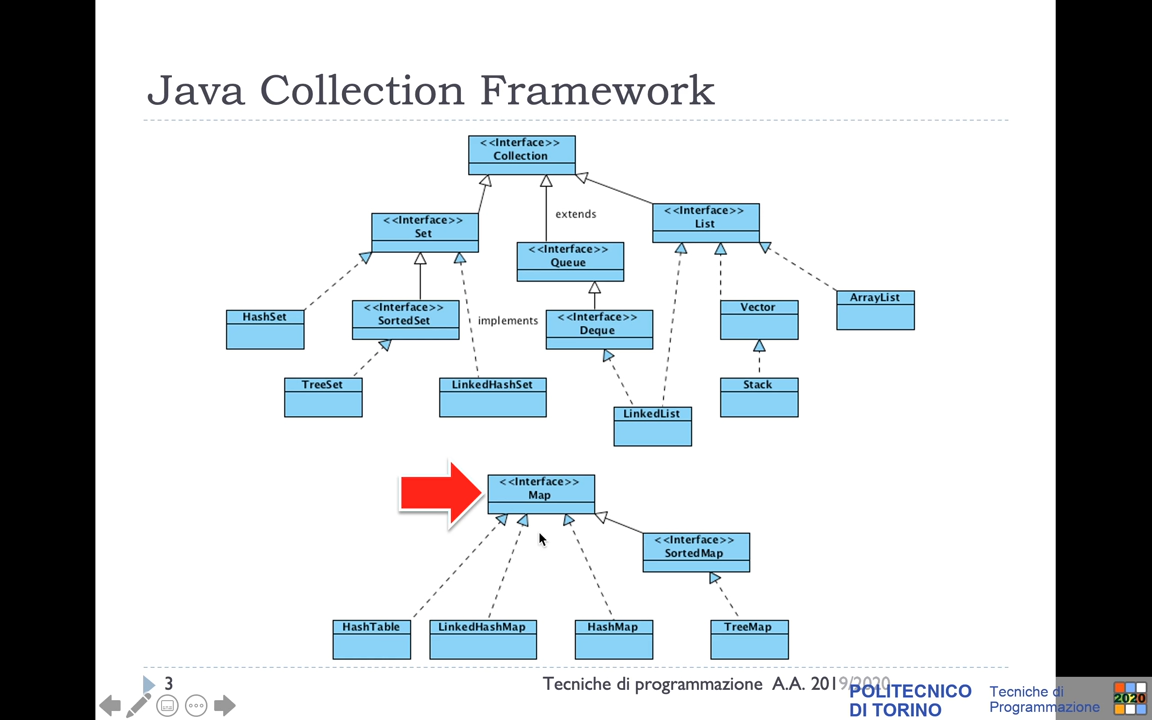 Java Collection Framework
<<Interface>>
Collection
<<Interface>>
Set
extends
<<Interface>>
List
<<Interface>>
Queue
HashSet
<<Interface>>
SortedSet
implements
<<Interface>>
Deque
Vector
ArrayList
TreeSet
LinkedHashSet
LinkedList
Stack
<<Interface>>
Map
<<Interface>>
SortedMap
HashTable
LinkedHashMap
HashMap
TreeMap
3
Tecniche di programmazione A.A. 2019/2020
POLITECNICO
DI TORINO
Tecniche di
Programmazione
2020